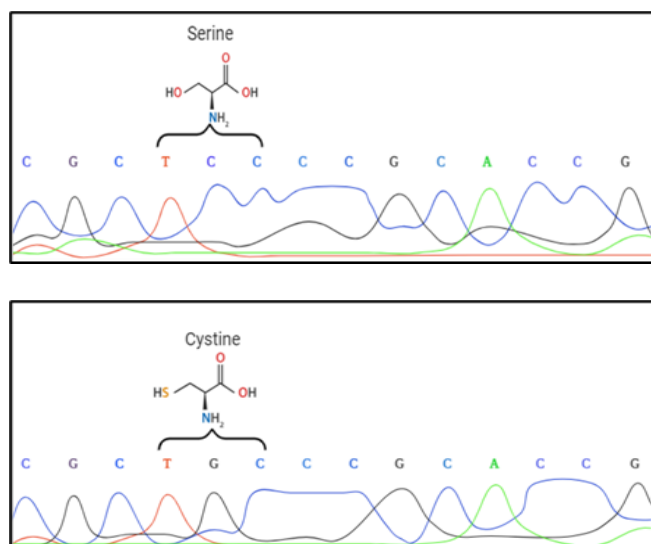 Serine
O
HO OH
NH2
C G C T C C C C G C A C C G
Cystine
O
HS OH
NH2
C G C T G C C C G C A C C G